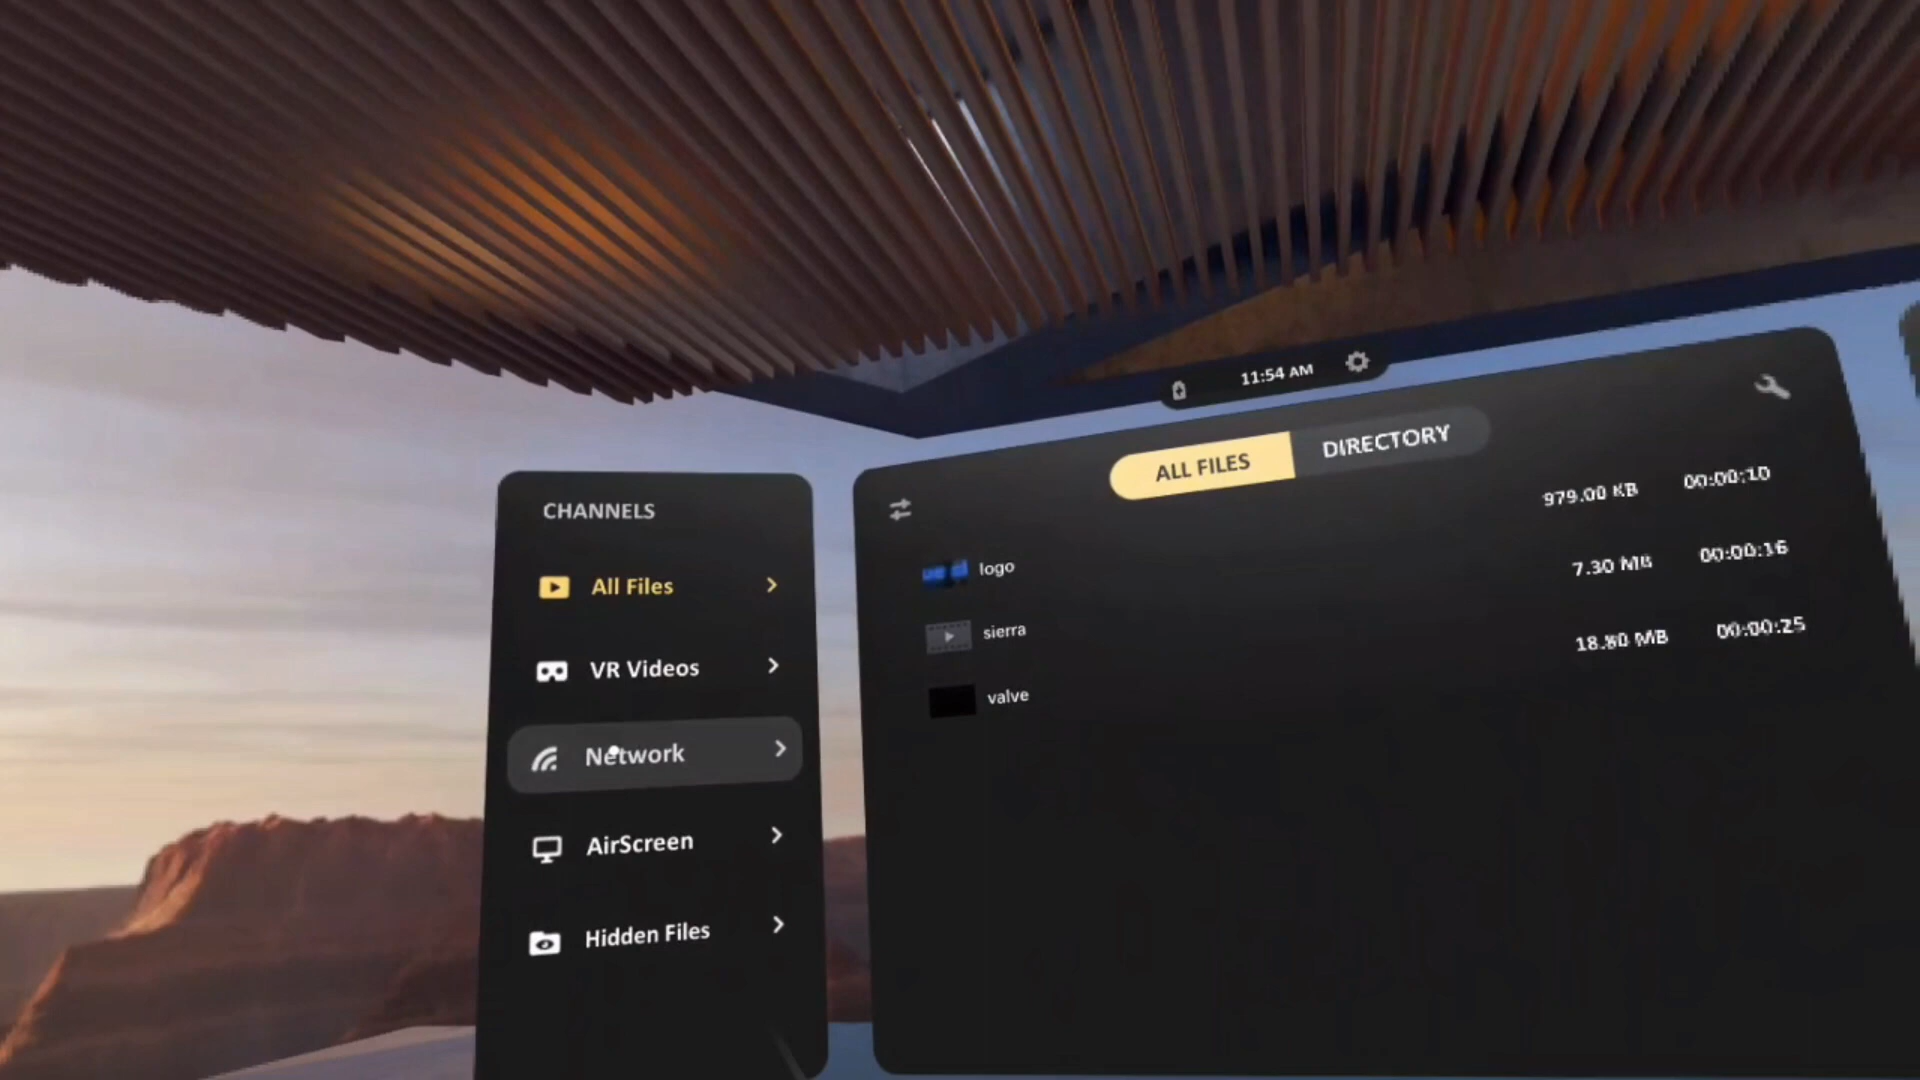 11:54 AM
ALL FILES
DIRECTORY
CHANNELS
All Files
VR Videos
Network
AirScreen
Hidden Files
logo
979.00 KB
00:00:10
sierra
7.30 MB
00:00:16
valve
18.80 MB
00:00:25